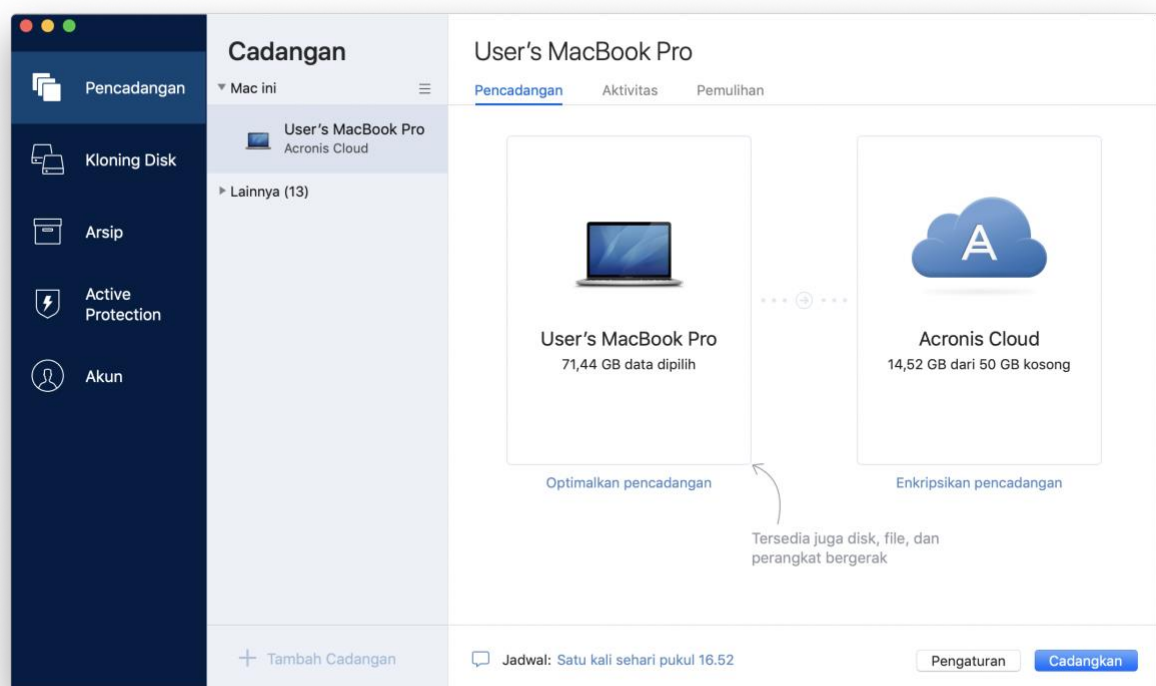 Pencadangan
Kloning Disk
Arsip
Active
Protection
Akun
Cadangan
Mac ini
User's MacBook Pro
Acronis Cloud
Lainnya (13)
Tambah Cadangan
User's MacBook Pro
Pencadangan Aktivitas Pemulihan
User's MacBook Pro
71,44 GB data dipilih
Optimalkan pencadangan
A
Acronis Cloud
14,52 GB dari 50 GB kosong
Enkripsikan pencadangan
Tersedia juga disk, file, dan
perangkat bergerak
Jadwal: Satu kali sehari pukul 16.52
Pengaturan Cadangkan